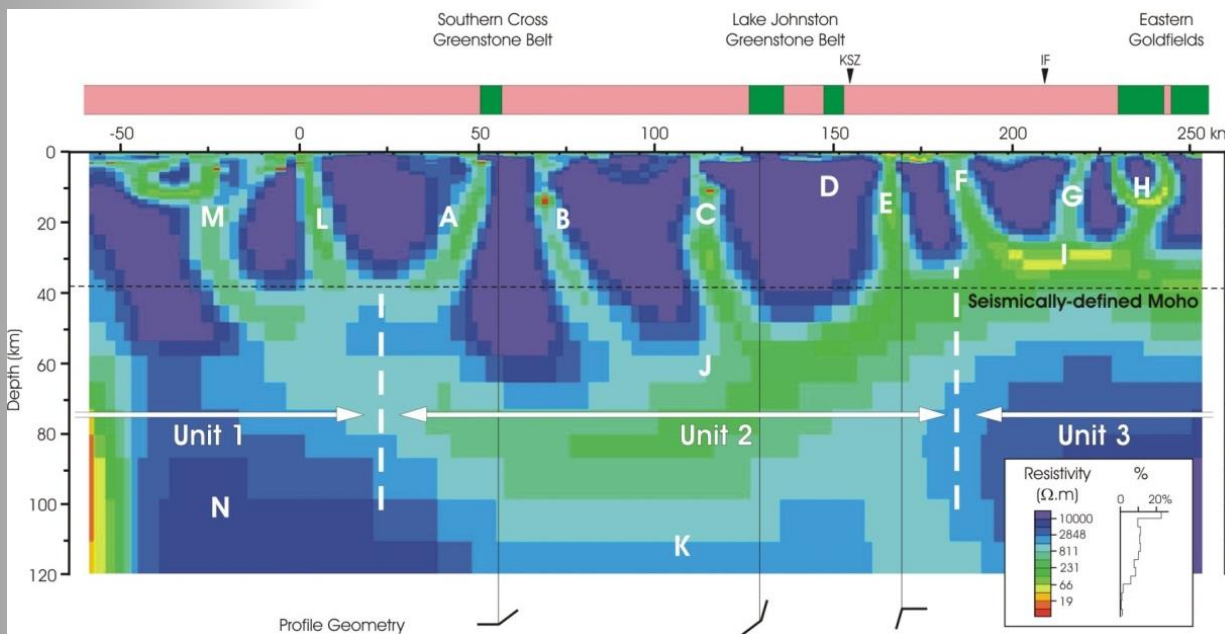 Southern Cross
Greenstone Belt
Lake Johnston
Greenstone Belt
Eastern
Goldfields
KSZ
IF
-50 0 50 100 150 200 250 km
Depth (km)
0
20
40
60
80
100
120
M L A B C D E F G H
I
J
K
N
Seismically-defined Moho
Unit 1 Unit 2 Unit 3
Resistivity %
(Ω.m) 0 20%
10000
2848
811
231
66
19
Profile Geometry